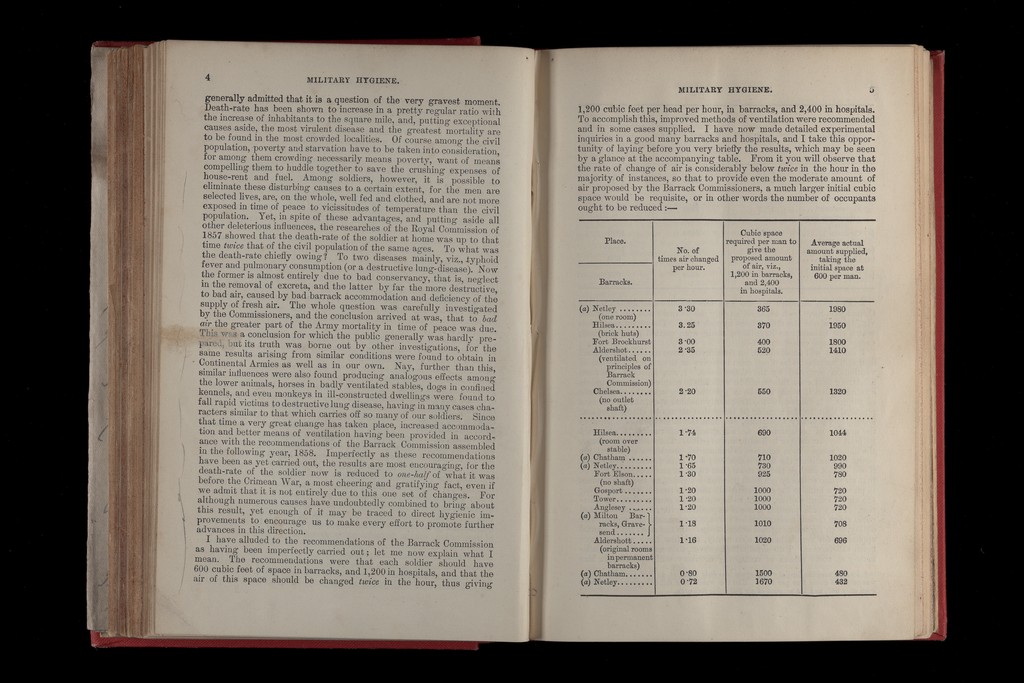 4 MILITARY HYGIENE.
generally admitted that it is a question of the very gravest moment.
Death-rate has been shown to increase in a pretty regular ratio with
the increase of inhabitants to the square mile, and, putting exceptional
causes aside, the most virulent disease and the greatest mortality are
to be found in the most crowded localities. Of course among the civil
population, poverty and starvation have to be taken into consideration,
for among them crowding necessarily means poverty, want of means
compelling them to huddle together to save the crushing expenses of
house-rent and fuel. Among soldiers, however, it is possible to
eliminate these disturbing causes to a certain extent, for the men are
selected lives, are, on the whole, well fed and clothed, and are not more
exposed in time of peace to vicissitudes of temperature than the civil
population. Yet, in spite of these advantages, and putting aside all
other deleterious influences, the researches of the Royal Commission of
1857 showed that the death-rate of the soldier at home was up to that
time twice that of the civil population of the same ages. To what was
the death-rate chiefly owing? To two diseases mainly, viz., typhoid
fever and pulmonary consumption (or a destructive lung-disease). Now
the former is almost entirely due to bad conservancy, that is, neglect
in the removal of excreta, and the latter by far the more destructive,
to bad air, caused by bad barrack accommodation and deficiency of the
supply of fresh air. The whole question was carefully investigated
by the Commissioners, and the conclusion arrived at was, that to bad
air the greater part of the Army mortality in time of peace was due.
This was a conclusion for which the public generally was hardly pre-
pared, but its truth was borne out by other investigations, for the
same results arising from similar conditions were found to obtain in
Continental Armies as well as in our own. Nay, further than this,
similar influences were also found producing analogous effects among
the lower animals, horses in badly ventilated stables, dogs in confined
kennels, and even monkeys in ill-constructed dwellings were found to
fall rapid victims to destructive lung disease, having in many cases cha-
racters similar to that which carries off so many of our soldiers. Since
that time a very great change has taken place, increased accommoda-
tion and better means of ventilation having been provided in accord-
ance with the recommendations of the Barrack Commission assembled
in the following year, 1858. Imperfectly as these recommendations
have been as yet carried out, the results are most encouraging, for the
death-rate of the soldier now is reduced to one-half of what it was
before the Crimean War, a most cheering and gratifying fact, even if
we admit that it is not entirely due to this one set of changes. For
although numerous causes have undoubtedly combined to bring about
this result, yet enough of it may be traced to direct hygienic im-
provements to encourage us to make every effort to promote further
advances in this direction.
I have alluded to the recommendations of the Barrack Commission
as having been imperfectly carried out; let me now explain what I
mean. The recommendations were that each soldier should have
600 cubic feet of space in barracks, and 1,200 in hospitals, and that the
air of this space should be changed twice in the hour, thus giving
MILITARY HYGIENE. 5
1,200 cubic feet per head per hour, in barracks, and 2,400 in hospitals.
To accomplish this, improved methods of ventilation were recommended
and in some cases supplied. I have now made detailed experimental
inquiries in a good many barracks and hospitals, and I take this oppor-
tunity of laying before you very briefly the results, which may be seen
by a glance at the accompanying table. From it you will observe that
the rate of change of air is considerably below twice in the hour in the
majority of instances, so that to provide even the moderate amount of
air proposed by the Barrack Commissioners, a much larger initial cubic
space would be requisite, or in other words the number of occupants
ought to be reduced :—
Place.
Barracks.
No. of
times air changed
per hour.
Cubic space
required per man to
give the
proposed amount
of air, viz.,
1,200 in barracks,
and 2,400
in hospitals.
Average actual
amount supplied,
taking the
initial space at
600 per man.
(a) Netley ........ 3·30 365 1980
(one room)
Hilsea......... 3.25 370 1950
(brick huts)
Fort Brockhurst 3·00 400 1800
Aldershot...... 2·35 520 1410
(ventilated on
principles of
Barrack
Commission)
Chelsea........ 2·20 550 1320
(no outlet
shaft)
Hilsea......... 1·74 690 1044
(room over
stable)
(a) Chatham ...... 1·70 710 1020
(a) Netley......... 1·65 730 990
Fort Elson..... 1·30 925 780
(no shaft)
Gosport ....... 1·20 1000 720
Tower......... 1·20 1000 720
Anglesey ...... 1·20 1000 720
(a) Milton Bar-
racks, Grave- 1·18 1010 708
send.......
Aldershott..... 1·16 1020 696
(original rooms
in permanent
barracks)
(a) Chatham....... 0·80 1500 480
(a) Netley......... 0·72 1670 432